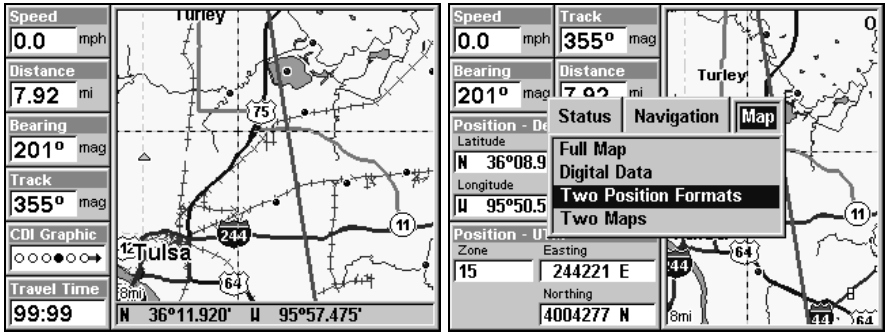 Speed
0.0 mph
Distance
7.92 mi
Bearing
201º mag
Track
355º mag
CDI Graphic
Travel Time
99:99
Turley
75
11
244
12
Tulsa
64
8mi
N 36º11.920' W 95º57.475'
Speed
0.0 mph
Track
355º mag
Bearing
201º mag
Distance
7.92 mi
Position - De
Latitude
N 36º08.9
Longitude
W 95º50.5
Position - UT
Zone
15
Easting
244221 E
Northing
4004277 N
Status Navigation Map
Full Map
Digital Data
Two Position Formats
Two Maps
Turley
11
64
44
8mi
44
64